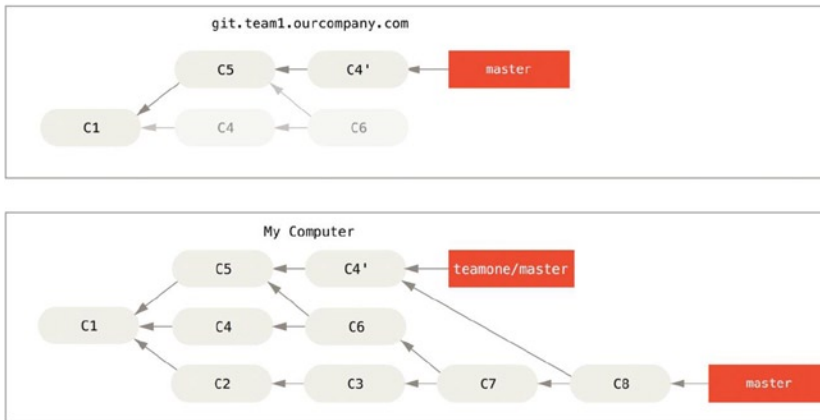 git.team1.ourcompany.com
C5 C4' master
C1 C4 C6
My Computer
C5 C4' teamone/master
C1 C4 C6
C2 C3 C7 C8 master